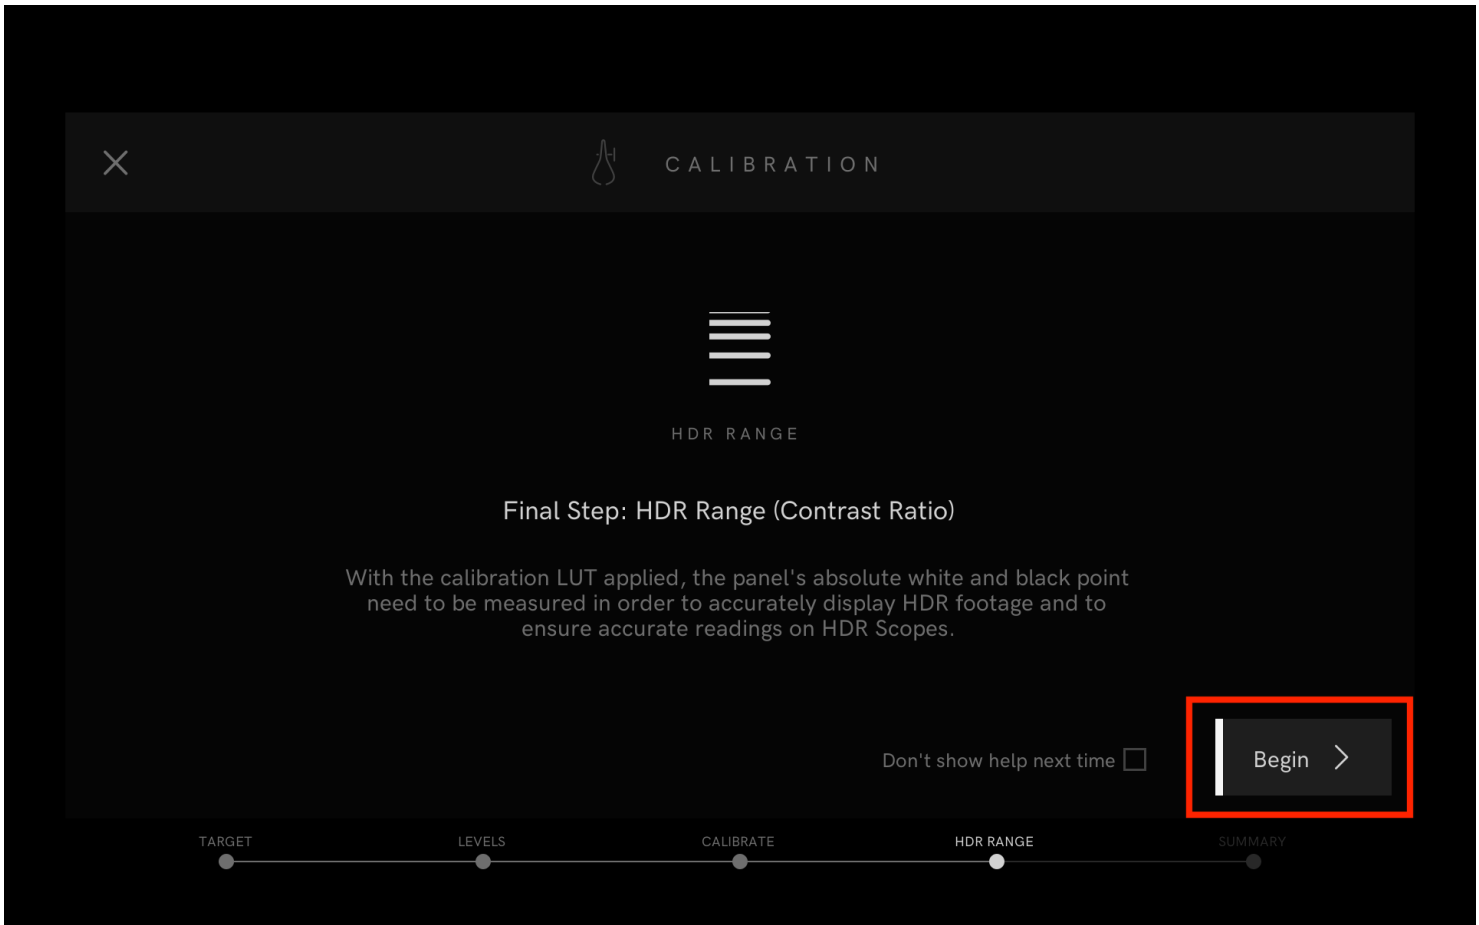 CALIBRATION
HDR RANGE
Final Step: HDR Range (Contrast Ratio)
With the calibration LUT applied, the panel's absolute white and black point
need to be measured in order to accurately display HDR footage and to
ensure accurate readings on HDR Scopes.
Don't show help next time
Begin
TARGET
LEVELS
CALIBRATE
HDR RANGE
SUMMARY